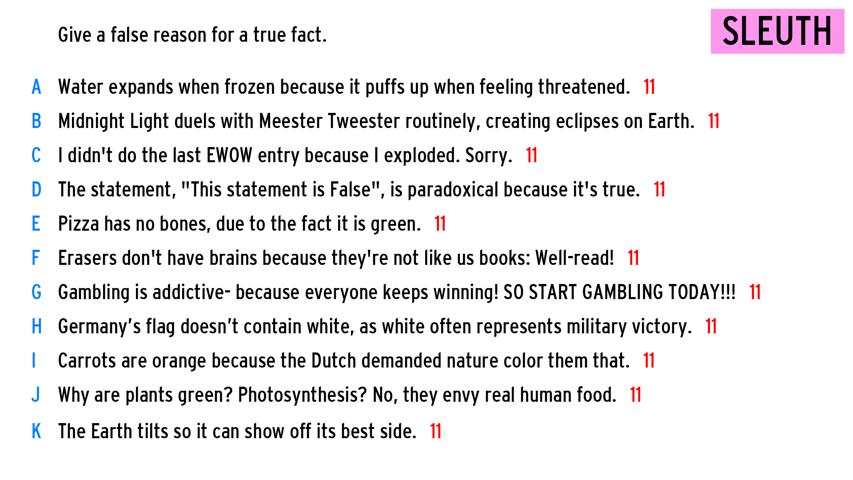 Give a false reason for a true fact.
SLEUTH
A Water expands when frozen because it puffs up when feeling threatened. 11
B Midnight Light duels with Meester Tweester routinely, creating eclipses on Earth. 11
C I didn't do the last EWOW entry because I exploded. Sorry. 11
D The statement, "This statement is False", is paradoxical because it's true. 11
E Pizza has no bones, due to the fact it is green. 11
F Erasers don't have brains because they're not like us books: Well-read! 11
G Gambling is addictive- because everyone keeps winning! SO START GAMBLING TODAY!!! 11
H Germany’s flag doesn’t contain white, as white often represents military victory. 11
I Carrots are orange because the Dutch demanded nature color them that. 11
J Why are plants green? Photosynthesis? No, they envy real human food. 11
K The Earth tilts so it can show off its best side. 11